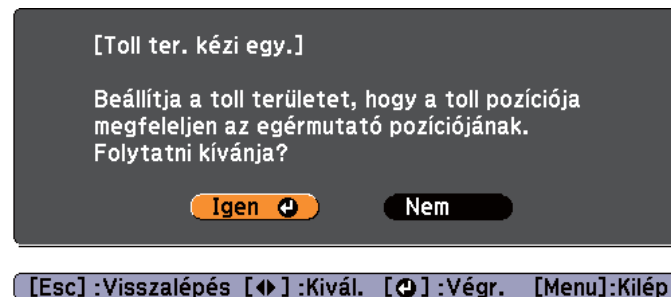 [Toll ter. kézi egy.]
Beállítja a toll területet, hogy a toll pozíciója
megfeleljen az egérmutató pozíciójának.
Folytatni kívánja?
Igen Nem
[Esc] :Visszalépés [◆] :Kivál. [↵] :Végr. [Menu]:Kilép